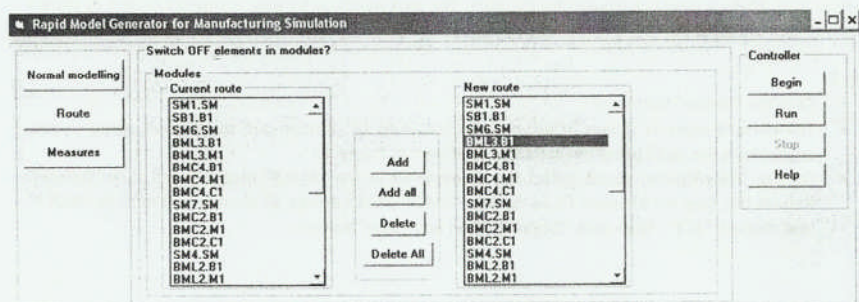 Rapid Model Generator for Manufacturing Simulation
Switch OFF elements in modules?
Normal modelling
Route
Measures
Modules
Current route
SM1.SM
SB1.B1
SM6.SM
BML3.B1
BML3.M1
BMC4.B1
BMC4.M1
BMC4.C1
SM7.SM
BMC2.B1
BMC2.M1
BMC2.C1
SM4.SM
BML2.B1
BML2.M1
Add
Add all
Delete
Delete All
New route
SM1.SM
SB1.B1
SM6.SM
BML3.B1
BML3.M1
BMC4.B1
BMC4.M1
BMC4.C1
SM7.SM
BMC2.B1
BMC2.M1
BMC2.C1
SM4.SM
BML2.B1
BML2.M1
Controller
Begin
Run
Stop
Help